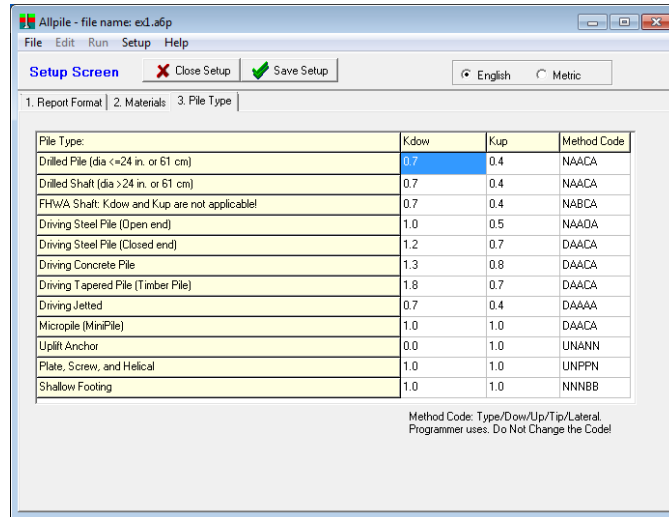 Allpile - file name: ex1.a6p
File Edit Run Setup Help
Setup Screen Close Setup Save Setup English Metric
1. Report Format 2. Materials 3. Pile Type
Pile Type: Kdow Kup Method Code
Drilled Pile (dia <=24 in. or 61 cm) 0.7 0.4 NAACA
Drilled Shaft (dia >24 in. or 61 cm) 0.7 0.4 NAACA
FHWA Shaft: Kdow and Kup are not applicable! 0.7 0.4 NABCA
Driving Steel Pile (Open end) 1.0 0.5 NAAOA
Driving Steel Pile (Closed end) 1.2 0.7 DAACA
Driving Concrete Pile 1.3 0.8 DAACA
Driving Tapered Pile (Timber Pile) 1.8 0.7 DAACA
Driving Jetted 0.7 0.4 DAAAA
Micropile (MiniPile) 1.0 1.0 DAACA
Uplift Anchor 0.0 1.0 UNANN
Plate, Screw, and Helical 1.0 1.0 UNPPN
Shallow Footing 1.0 1.0 NNNBB
Method Code: Type/Dow/Up/Tip/Lateral.
Programmer uses. Do Not Change the Code!